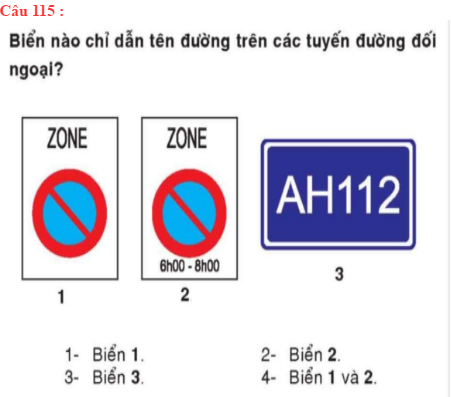 Câu 115 :
Biển nào chỉ dẫn tên đường trên các tuyến đường đối
ngoại?
ZONE
ZONE
AH112
6h00 - 8h00
1
2
3
1- Biển 1.
2- Biển 2.
3- Biển 3.
4- Biển 1 và 2.